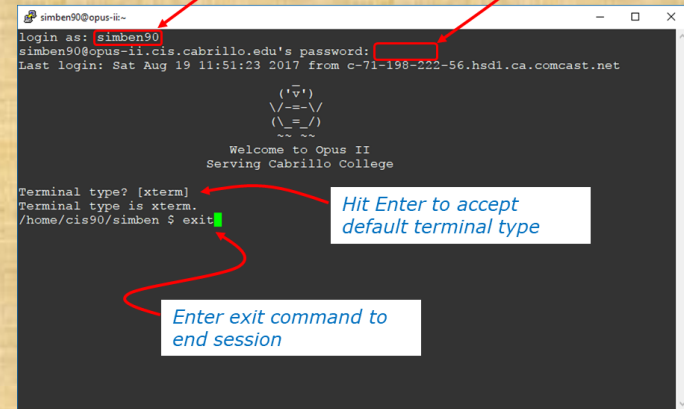 simben90@opus-ii:~
login as: simben90
simben90@opus-ii.cis.cabrillo.edu's password:
Last login: Sat Aug 19 11:51:23 2017 from c-71-198-222-56.hsd1.ca.comcast.net
_
('v')
\/-=-\/
(\_=_/)
~~ ~~
Welcome to Opus II
Serving Cabrillo College
Terminal type? [xterm]
Terminal type is xterm.
/home/cis90/simben $ exit
Hit Enter to accept
default terminal type
Enter exit command to
end session